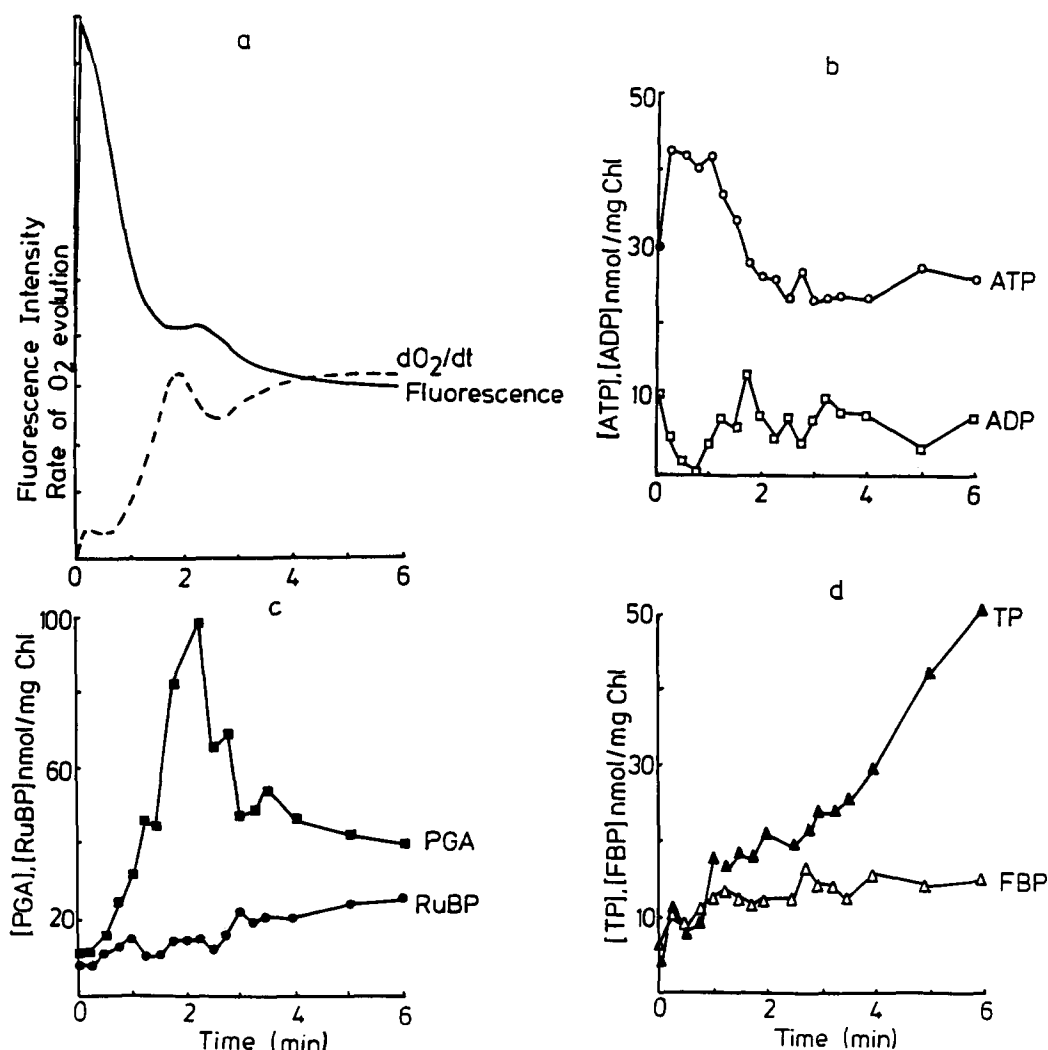 a
Fluorescence Intensity
Rate of O2 evolution
dO2/dt
Fluorescence
0 2 4 6
b
[ATP],[ADP]nmol/mg Chl
50
30
10
ATP
ADP
0 2 4 6
c
[PGA],[RuBP]nmol/mg Chl
100
60
20
PGA
RuBP
0 2 4 6
Time (min)
d
[TP],[FBP]nmol/mg Chl
50
30
10
TP
FBP
0 2 4 6
Time (min)